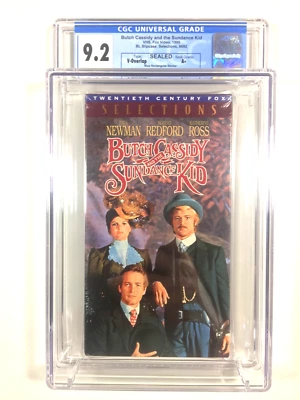 CGC UNIVERSAL GRADE
9.2
Butch Cassidy and the Sundance Kid
SEALED
V-Overlap
A+
TWENTIETH CENTURY FOX
SELECTIONS
NEWMAN REDFORD ROSS
BUTCH CASSIDY
AND THE
SUNDANCE KID